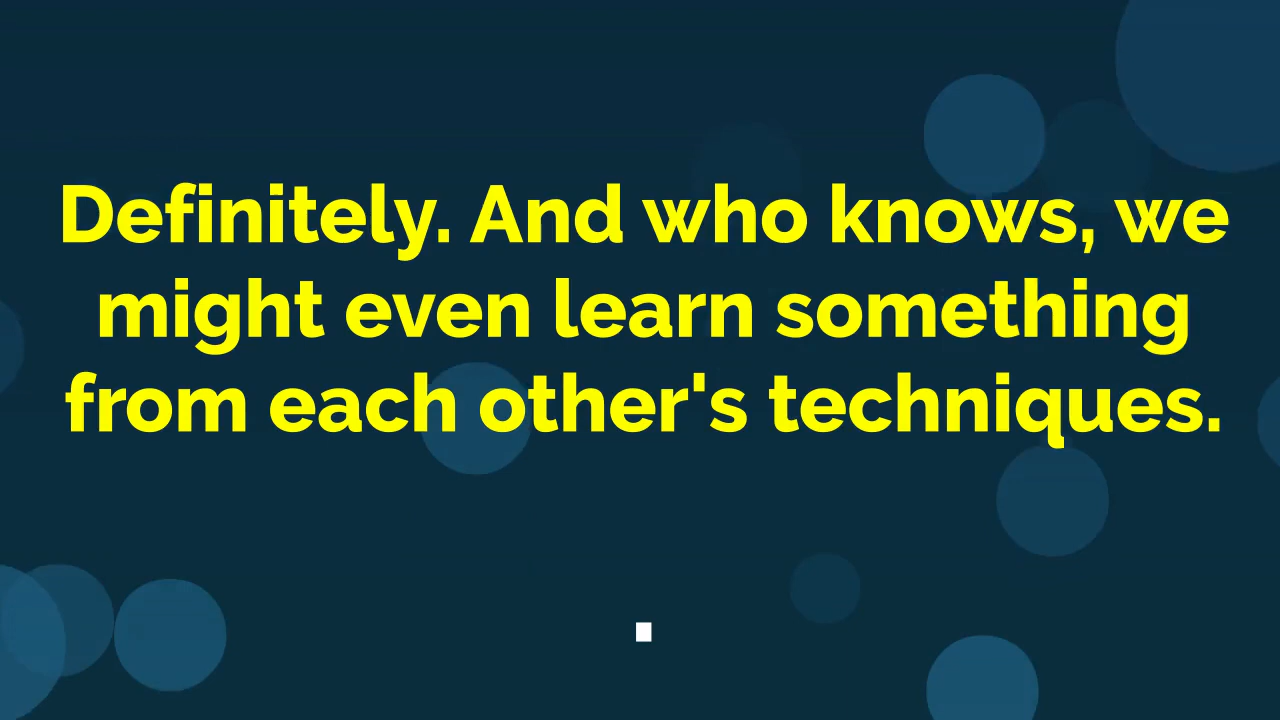 Definitely. And who knows, we
might even learn something
from each other's techniques.
.